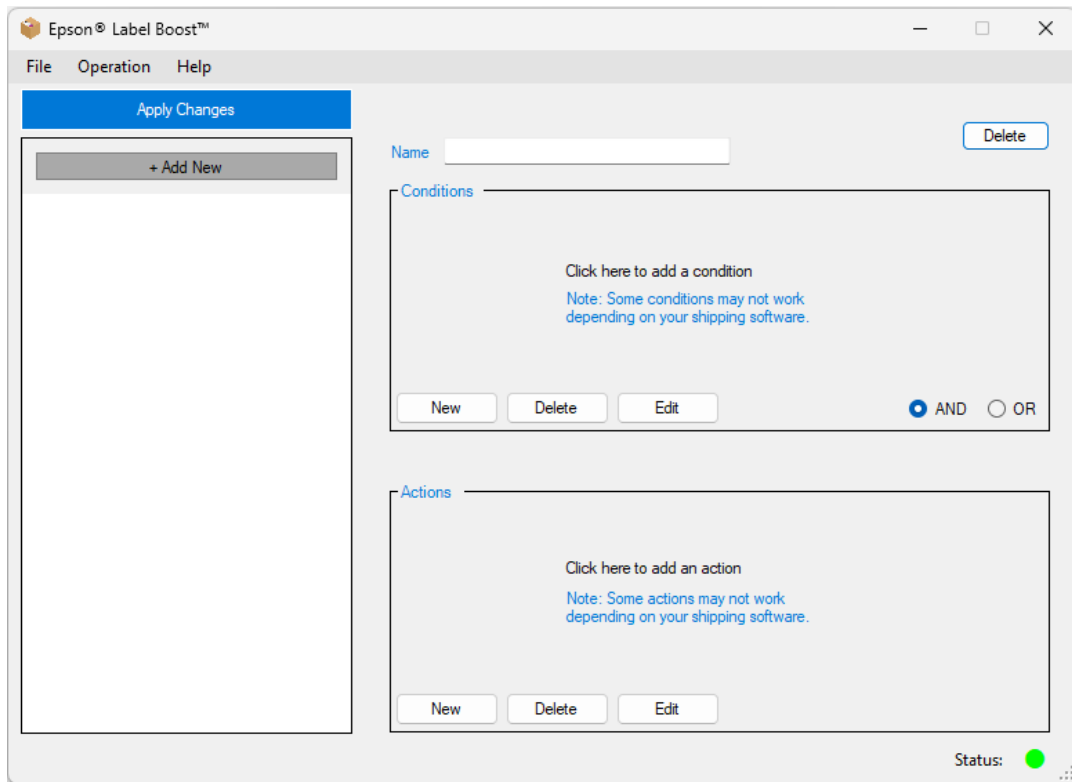 Epson® Label Boost™
File Operation Help
Apply Changes
+ Add New
Delete
Name
Conditions
Click here to add a condition
Note: Some conditions may not work
depending on your shipping software.
New Delete Edit AND OR
Actions
Click here to add an action
Note: Some actions may not work
depending on your shipping software.
New Delete Edit
Status: